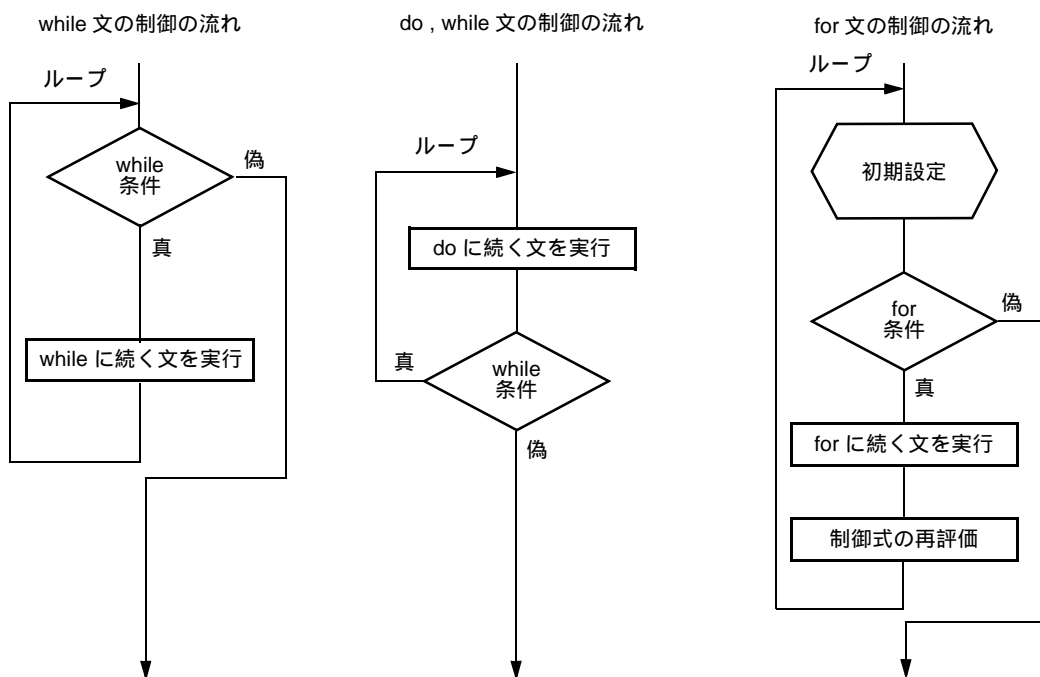 while 文の制御の流れ
ループ
while
条件
偽
真
while に続く文を実行
do , while 文の制御の流れ
ループ
do に続く文を実行
真
while
条件
偽
for 文の制御の流れ
ループ
初期設定
for
条件
偽
真
for に続く文を実行
制御式の再評価